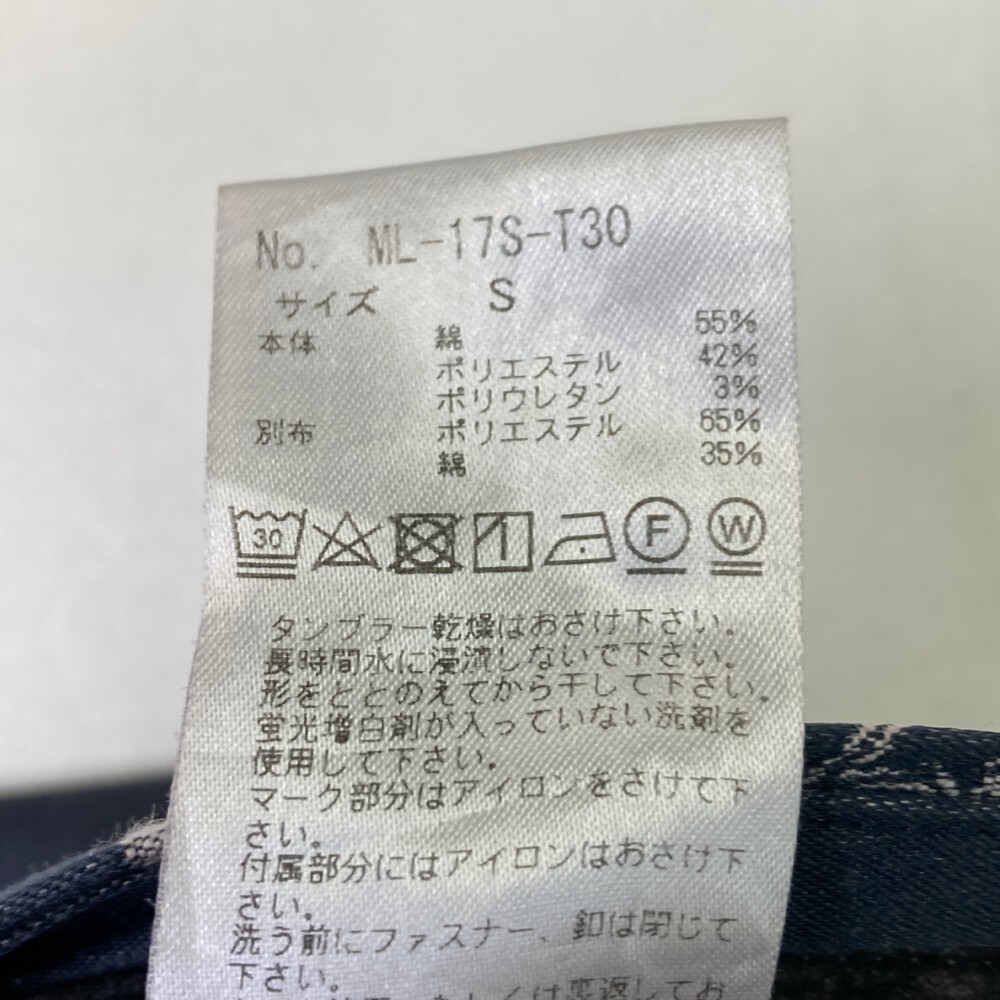 No. ML-17S-T30
サイズ S
本体 綿 55%
ポリエステル 42%
ポリウレタン 3%
別布 ポリエステル 65%
綿 35%
30 F W
タンブラー乾燥はおさけ下さい。
長時間水に浸漬しないで下さい。
形をととのえてから干して下さい。
蛍光増白剤が入っていない洗剤を
使用して下さい。
マーク部分はアイロンをさけて下
さい。
付属部分にはアイロンはおさけ下
さい。
洗う前にファスナー、釦は閉じて
下さい。
しくは裏返してお